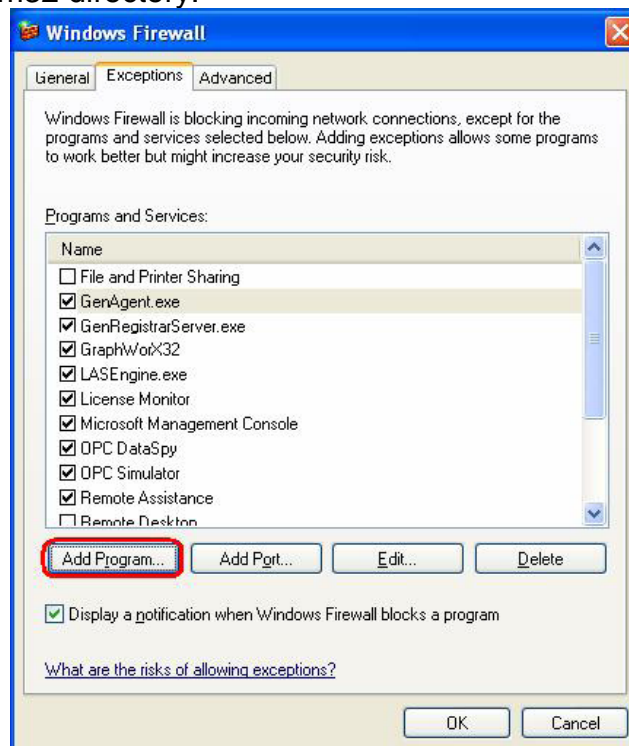 directory.
Windows Firewall
General Exceptions Advanced
Windows Firewall is blocking incoming network connections, except for the
programs and services selected below. Adding exceptions allows some programs
to work better but might increase your security risk.
Programs and Services:
Name
File and Printer Sharing
GenAgent.exe
GenRegistrarServer.exe
GraphWorX32
LASEngine.exe
License Monitor
Microsoft Management Console
OPC DataSpy
OPC Simulator
Remote Assistance
Remote Desktop
Add Program... Add Port... Edit... Delete
Display a notification when Windows Firewall blocks a program
What are the risks of allowing exceptions?
OK Cancel